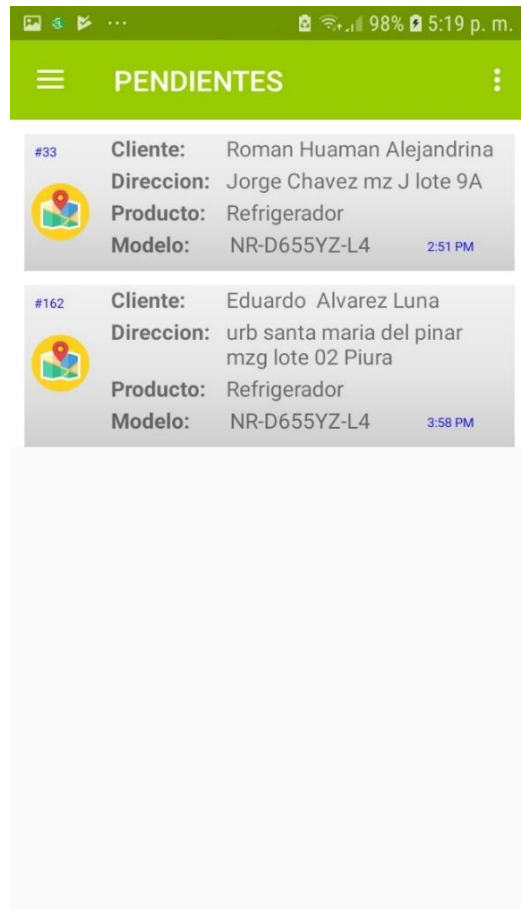 98% 5:19 p. m.
PENDIENTES
#33
Cliente: Roman Huaman Alejandrina
Direccion: Jorge Chavez mz J lote 9A
Producto: Refrigerador
Modelo: NR-D655YZ-L4 2:51 PM
#162
Cliente: Eduardo Alvarez Luna
Direccion: urb santa maria del pinar
mzg lote 02 Piura
Producto: Refrigerador
Modelo: NR-D655YZ-L4 3:58 PM